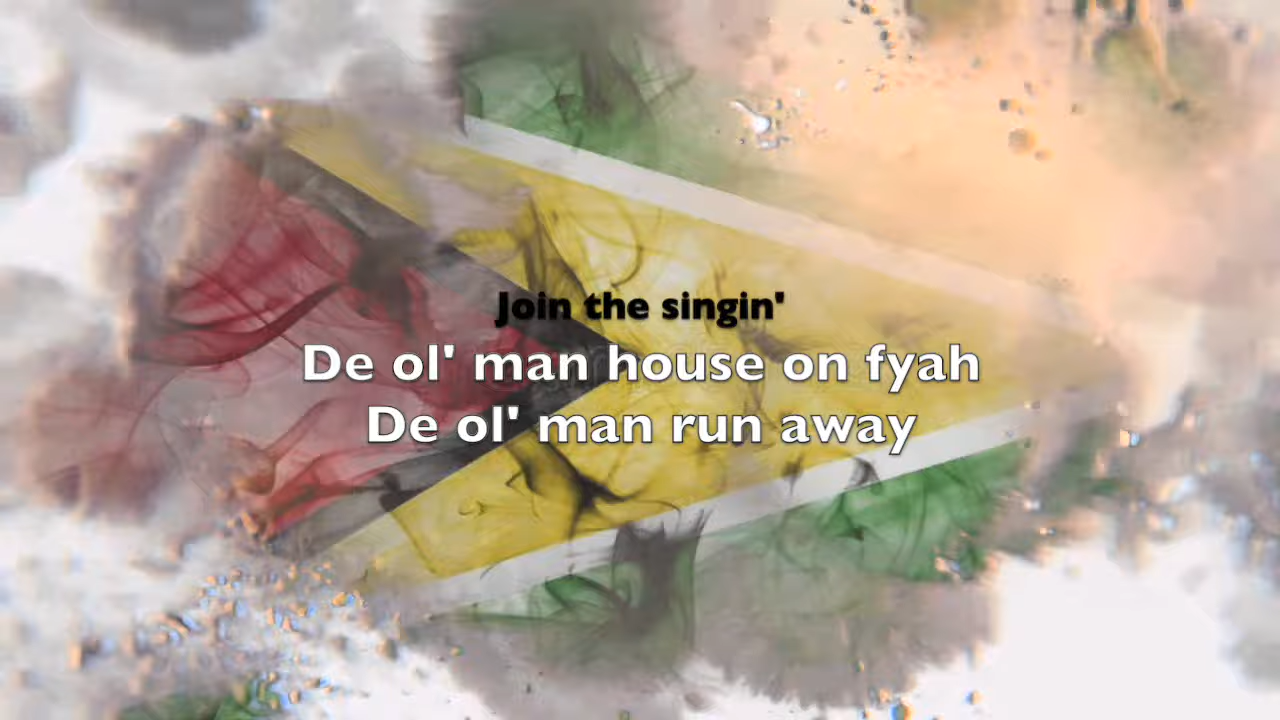 Join the singin'
De ol' man house on fyah
De ol' man run away